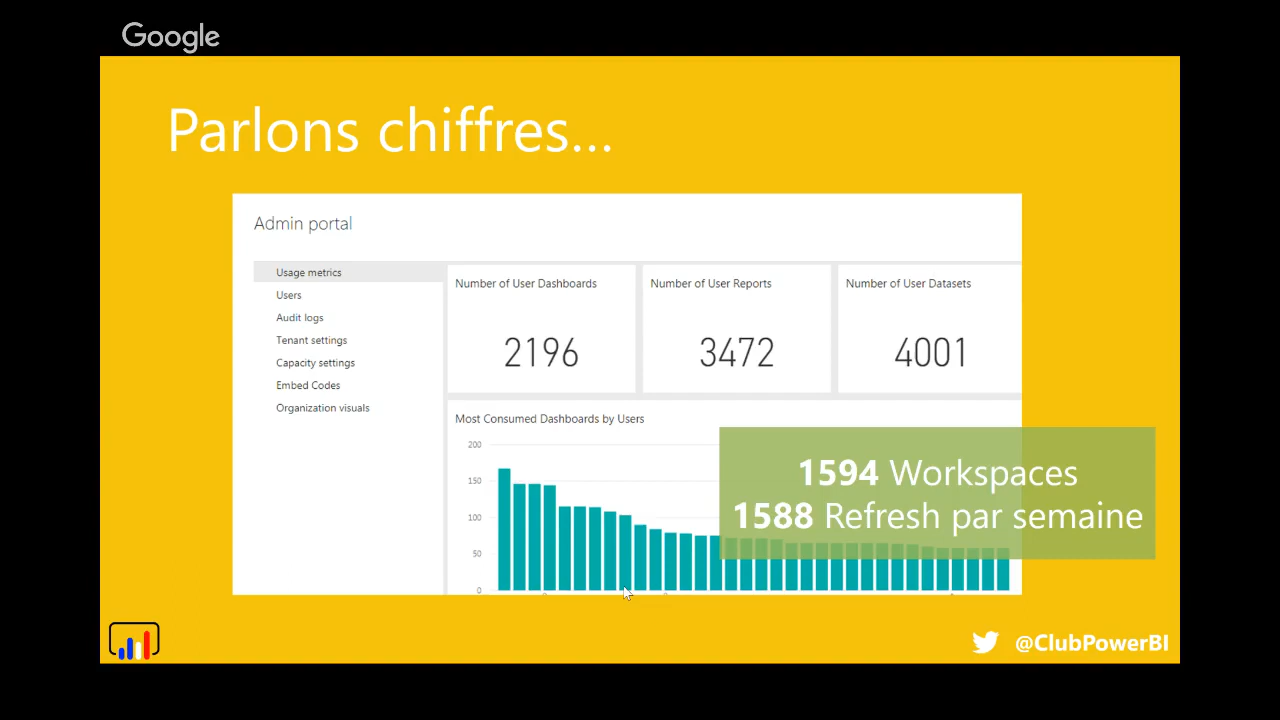 Google
Parlons chiffres...
Admin portal
Usage metrics
Users
Audit logs
Tenant settings
Capacity settings
Embed Codes
Organization visuals
Number of User Dashboards
2196
Number of User Reports
3472
Number of User Datasets
4001
Most Consumed Dashboards by Users
200
150
100
50
0
1594 Workspaces
1588 Refresh par semaine
@ClubPowerBI